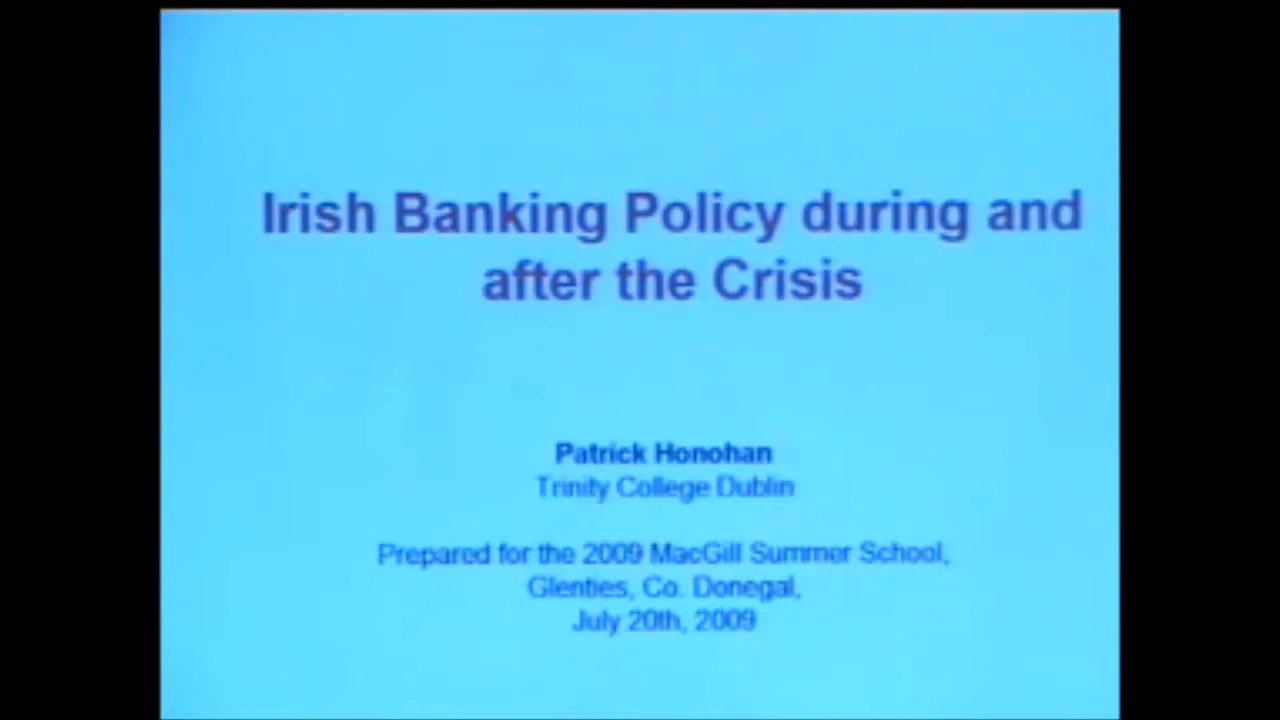 Irish Banking Policy during and
after the Crisis
Patrick Honohan
Trinity College Dublin
Prepared for the 2009 MacGill Summer School,
Glenties, Co. Donegal,
July 20th, 2009